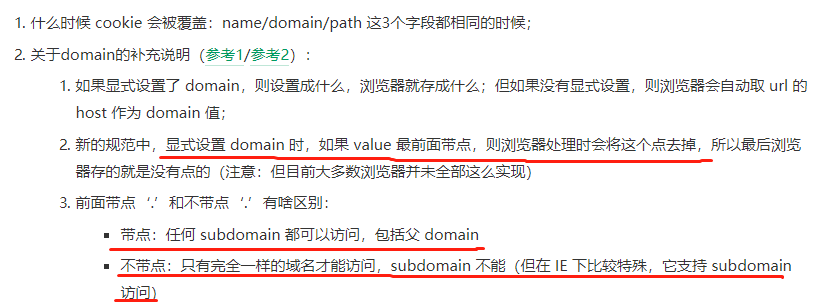 1. 什么时候 cookie 会被覆盖：name/domain/path 这3个字段都相同的时候；
2. 关于domain的补充说明（参考1/参考2）：
1. 如果显式设置了 domain，则设置成什么，浏览器就存成什么；但如果没有显式设置，则浏览器会自动取 url 的
host 作为 domain 值；
2. 新的规范中，显式设置 domain 时，如果 value 最前面带点，则浏览器处理时会将这个点去掉，所以最后浏览
器存的就是没有点的（注意：但目前大多数浏览器并未全部这么实现）
3. 前面带点‘.’和不带点‘.’有啥区别：
▪ 带点：任何 subdomain 都可以访问，包括父 domain
▪ 不带点：只有完全一样的域名才能访问，subdomain 不能（但在 IE 下比较特殊，它支持 subdomain
访问）